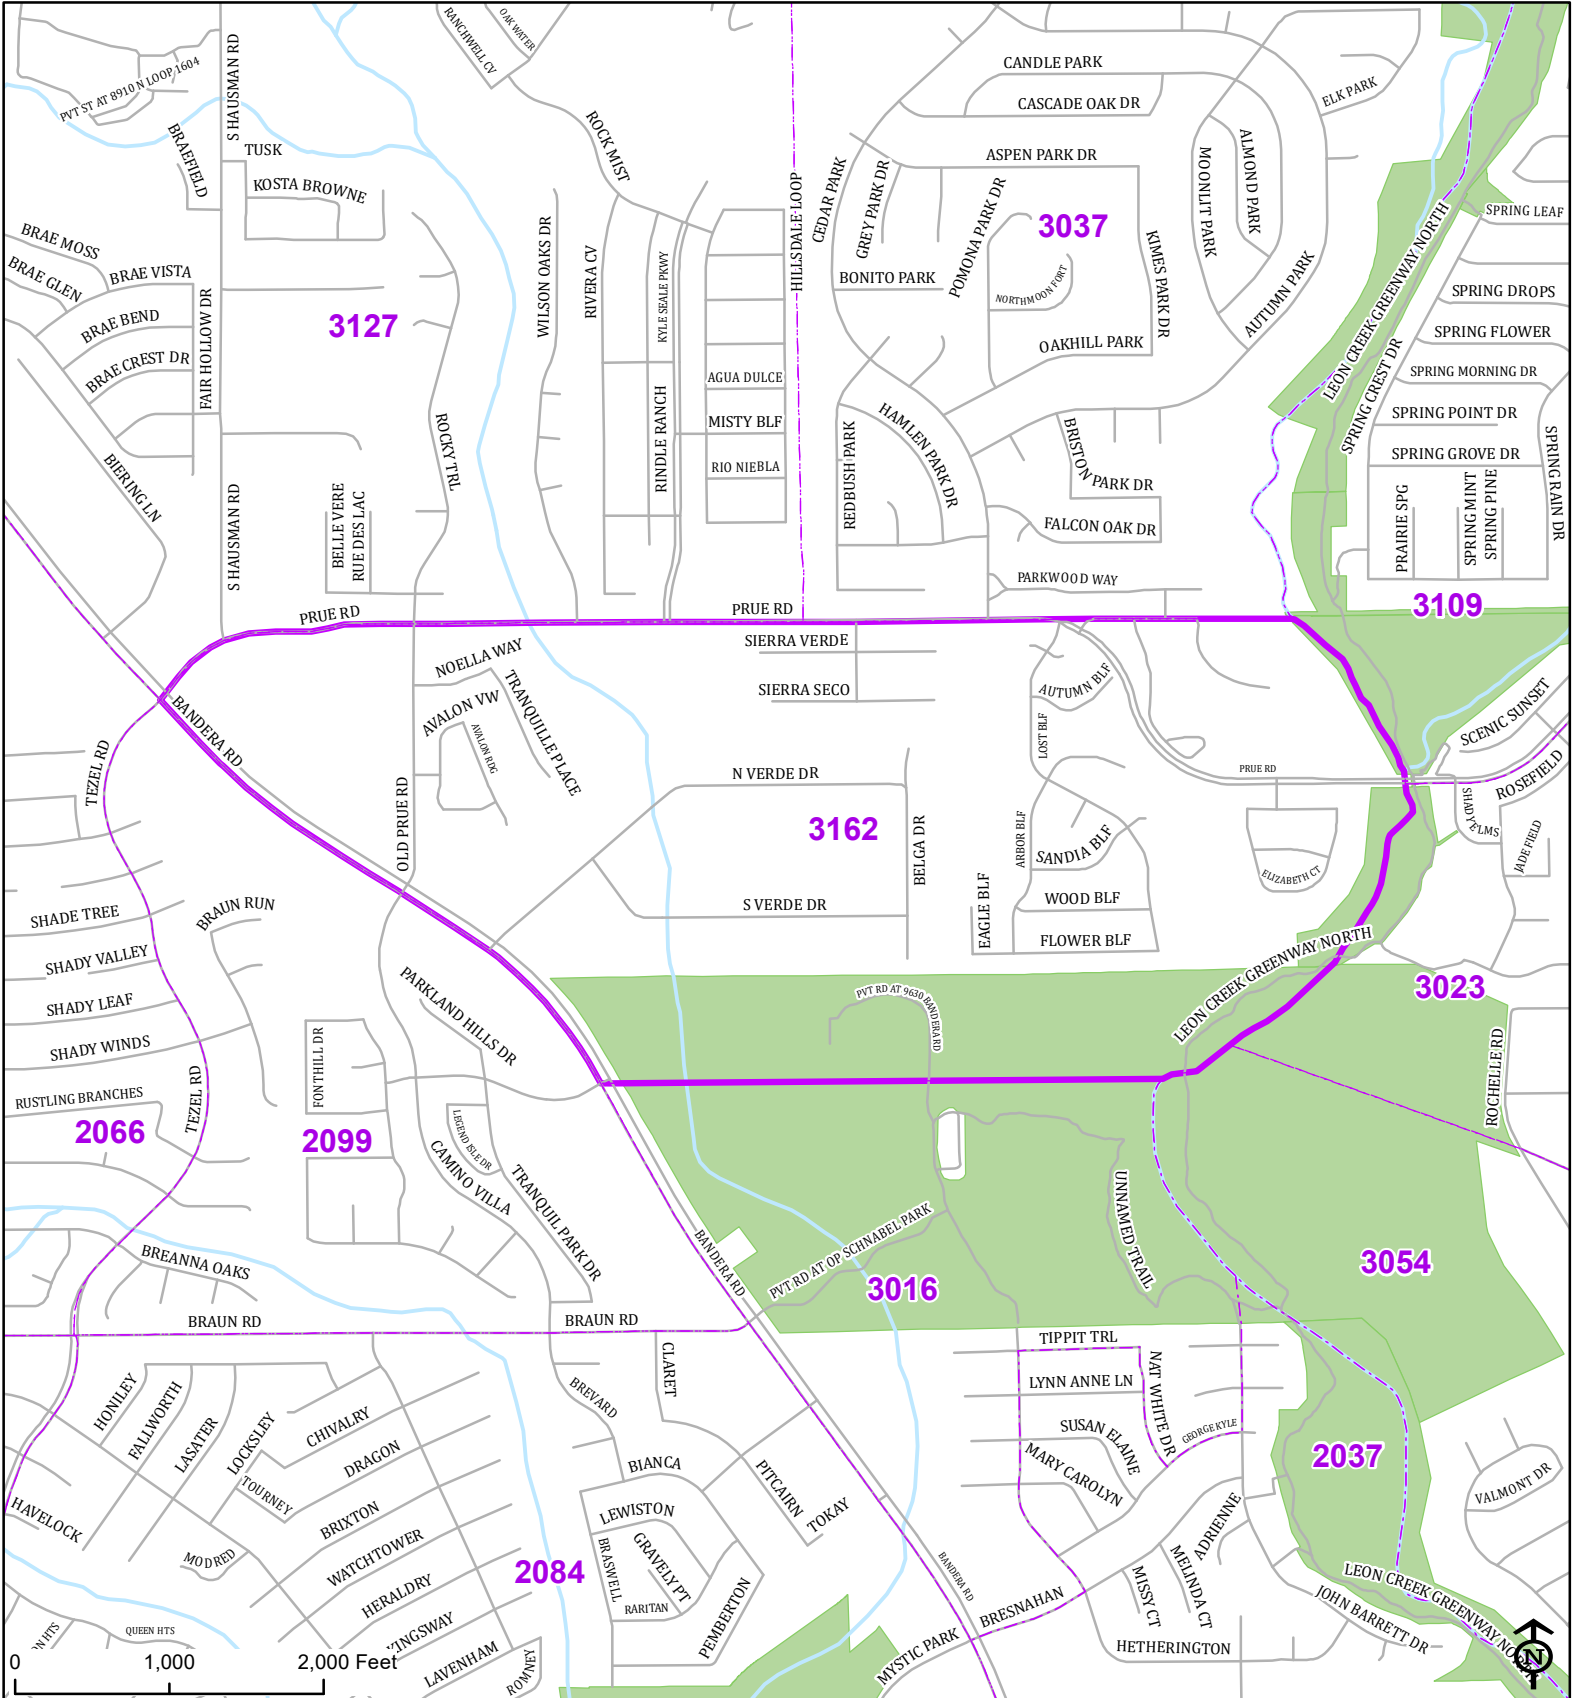 RANCHWELL CV
OAK WATER
S HAUSMAN RD
PVT ST AT 8910 N LOOP 1604
CANDLE PARK
CASCADE OAK DR
ELK PARK
BRAEFIELD
TUSK
KOSTA BROWNE
ROCK MIST
HILLSDALE LOOP
CEDAR PARK
GREY PARK DR
ASPEN PARK DR
POMONA PARK DR
3037
MOONLIT PARK
ALMOND PARK
KIMES PARK DR
AUTUMN PARK
LEON CREEK GREENWAY NORTH
SPRING LEAF
BRAE MOSS
BRAE GLEN
BRAE VISTA
BRAE BEND
BRAE CREST DR
FAIR HOLLOW DR
3127
WILSON OAKS DR
RIVERA CV
KYLE SEALE PKWY
BONITO PARK
NORTHMOON FORT
OAKHILL PARK
SPRING DROPS
SPRING FLOWER
SPRING CREST DR
SPRING MORNING DR
SPRING POINT DR
SPRING GROVE DR
SPRING RAIN DR
AGUA DULCE
MISTY BLF
RIO NIEBLA
RINDLE RANCH
ROCKY TRL
BIERING LN
S HAUSMAN RD
BELLE VERE
RUE DES LAC
REDBUSH PARK
HAMLEN PARK DR
BRISTON PARK DR
FALCON OAK DR
PARKWOOD WAY
PRAIRIE SPG
SPRING MINT
SPRING PINE
3109
PRUE RD
PRUE RD
SIERRA VERDE
SIERRA SECO
NOELLA WAY
AVALON VW
AVALON RDG
TRANQUILLE PLACE
AUTUMN BLF
LOST BLF
SCENIC SUNSET
ROSEFIELD
BANDERA RD
TEZEL RD
OLD PRUE RD
N VERDE DR
3162
BELGA DR
S VERDE DR
PRUE RD
ARBOR BLF
SANDIA BLF
EAGLE BLF
WOOD BLF
FLOWER BLF
ELIZABETH CT
SHADY ELMS
JADE FIELD
SHADE TREE
SHADY VALLEY
SHADY LEAF
SHADY WINDS
RUSTLING BRANCHES
BRAUN RUN
PARKLAND HILLS DR
PVT RD AT 9630 BANDERA RD
LEON CREEK GREENWAY NORTH
3023
ROCHELLE RD
2066
TEZEL RD
FONTHILL DR
2099
LEGEND ISLE DR
CAMINO VILLA
TRANQUIL PARK DR
UNNAMED TRAIL
PVT RD AT OP SCHNABEL PARK
3016
3054
BREANNA OAKS
BRAUN RD
BRAUN RD
BANDERA RD
CLARET
BREVARD
TIPPIT TRL
LYNN ANNE LN
NAT WHITE DR
GEORGE KYLE
SUSAN ELAINE
MARY CAROLYN
2037
VALMONT DR
HONILEY
FALLWORTH
LASATER
LOCKSLEY
CHIVALRY
DRAGON
TOURNEY
BRIXTON
WATCHTOWER
HERALDRY
KINGSWAY
LAVENHAM
ROMNEY
HAVELOCK
MODRED
QUEEN HTS
ON HTS
2084
BIANCA
LEWISTON
GRAVELY PT
BRASWELL
RARITAN
PEMBERTON
PITCAIRN
TOKAY
BANDERA RD
MYSTIC PARK
BRESNAHAN
ADRIENNE
MELINDA CT
MISSY CT
HETHERINGTON
JOHN BARRETT DR
LEON CREEK GREENWAY NORTH
0 1,000 2,000 Feet
N